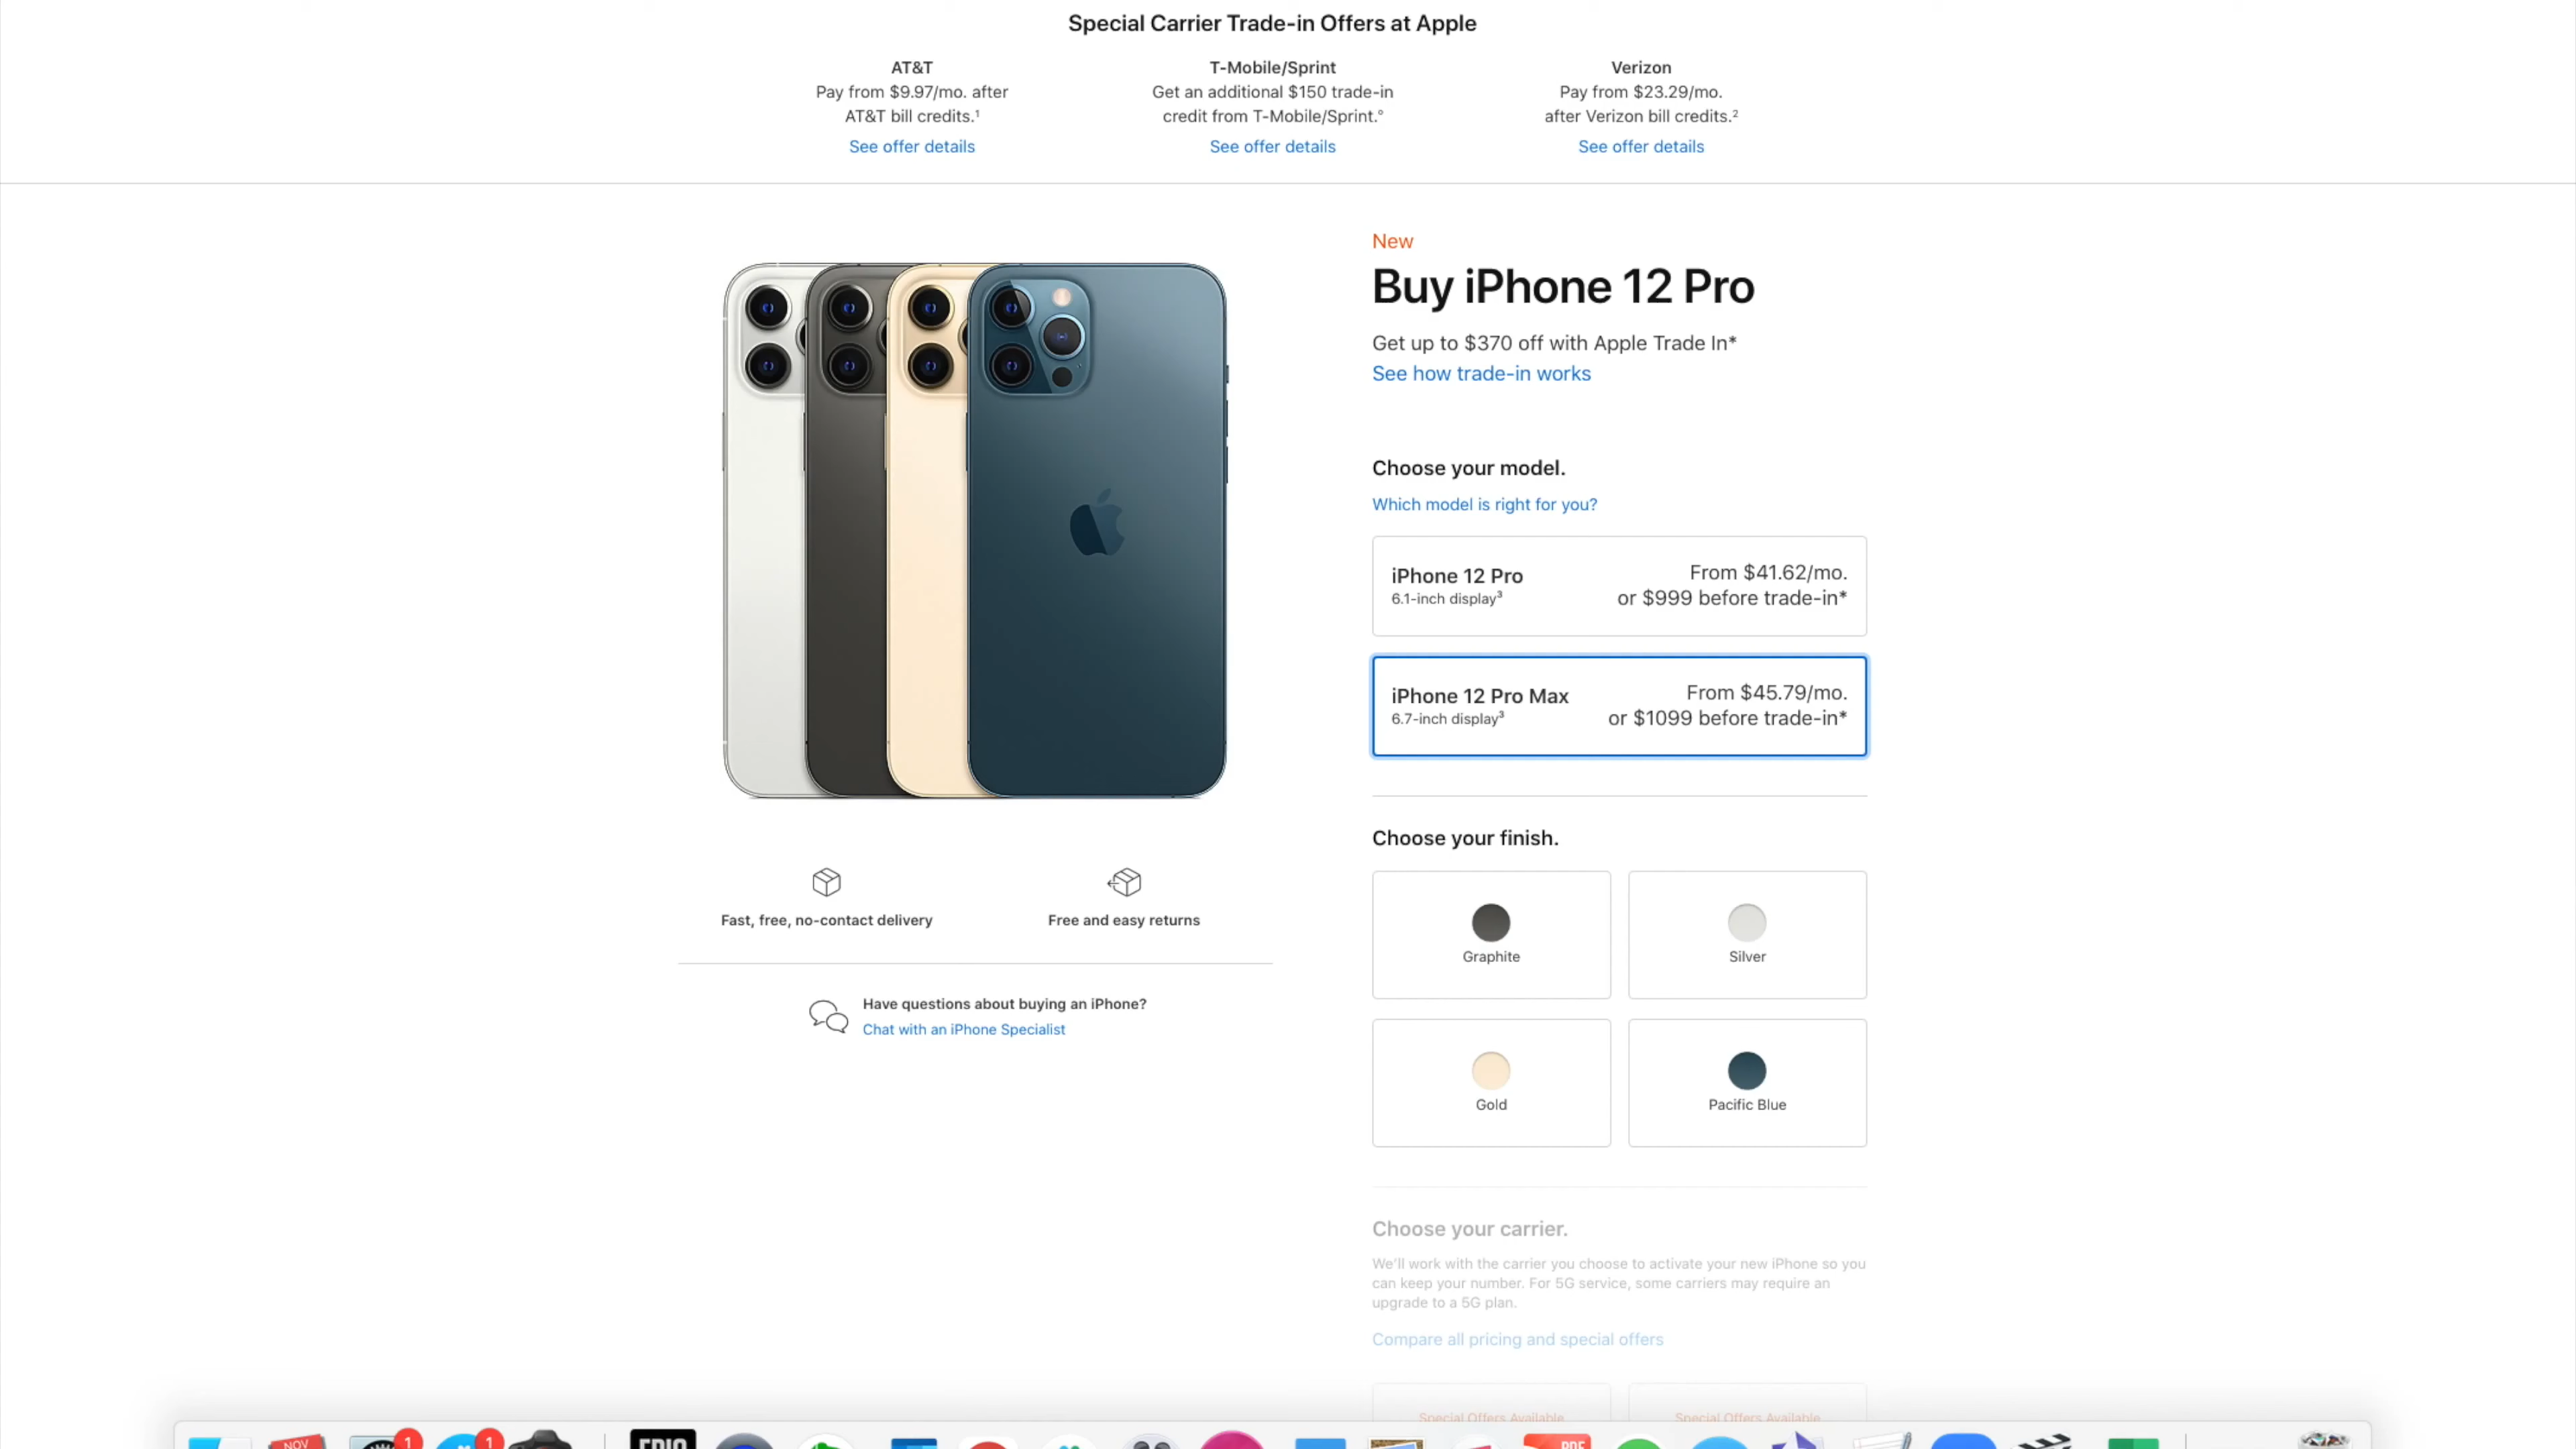 Special Carrier Trade-in Offers at Apple
AT&T
Pay from $9.97/mo. after
AT&T bill credits.¹
See offer details
T-Mobile/Sprint
Get an additional $150 trade-in
credit from T-Mobile/Sprint.°
See offer details
Verizon
Pay from $23.29/mo.
after Verizon bill credits.²
See offer details
New
Buy iPhone 12 Pro
Get up to $370 off with Apple Trade In*
See how trade-in works
Choose your model.
Which model is right for you?
iPhone 12 Pro
6.1-inch display³
From $41.62/mo.
or $999 before trade-in*
iPhone 12 Pro Max
6.7-inch display³
From $45.79/mo.
or $1099 before trade-in*
Fast, free, no-contact delivery
Free and easy returns
Have questions about buying an iPhone?
Chat with an iPhone Specialist
Choose your finish.
Graphite
Silver
Gold
Pacific Blue
Choose your carrier.
We'll work with the carrier you choose to activate your new iPhone so you
can keep your number. For 5G service, some carriers may require an
upgrade to a 5G plan.
Compare all pricing and special offers
Special Offers Available
Special Offers Available
NOV
1
1
EPIC
PDF